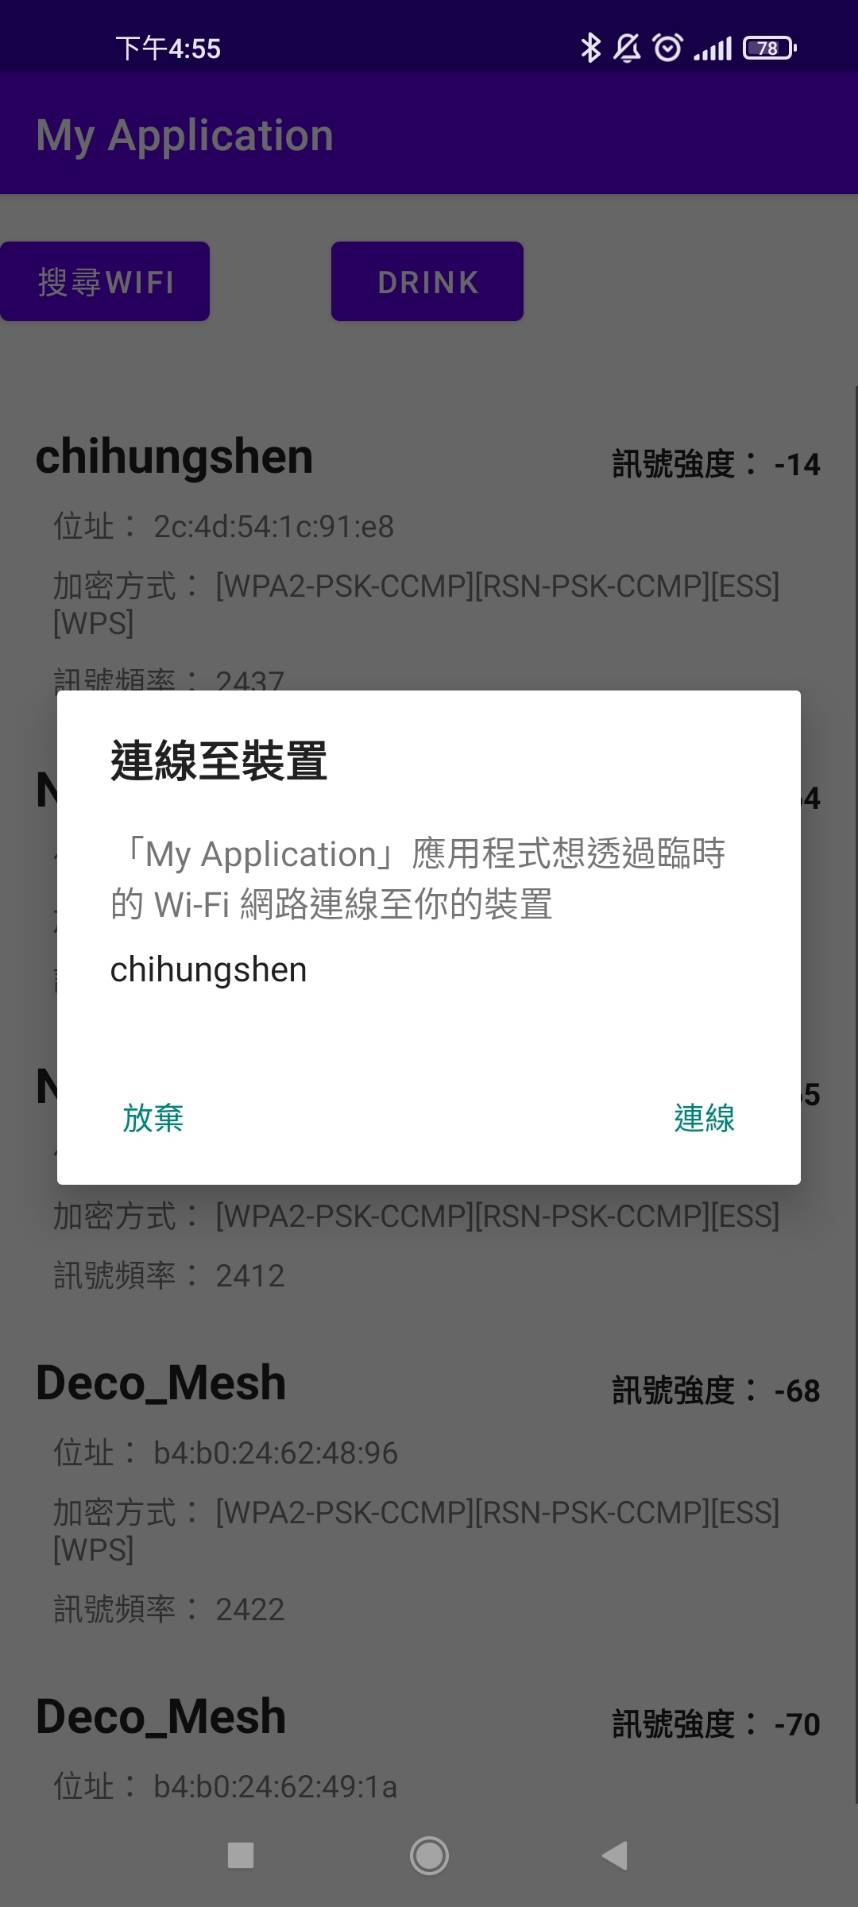 下午4:55
78
My Application
搜尋WIFI
DRINK
chihungshen
訊號強度： -14
位址： 2c:4d:54:1c:91:e8
加密方式： [WPA2-PSK-CCMP][RSN-PSK-CCMP][ESS]
[WPS]
訊號頻率： 2437
連線至裝置
「My Application」應用程式想透過臨時
的 Wi-Fi 網路連線至你的裝置
chihungshen
放棄
連線
加密方式： [WPA2-PSK-CCMP][RSN-PSK-CCMP][ESS]
訊號頻率： 2412
Deco_Mesh
訊號強度： -68
位址： b4:b0:24:62:48:96
加密方式： [WPA2-PSK-CCMP][RSN-PSK-CCMP][ESS]
[WPS]
訊號頻率： 2422
Deco_Mesh
訊號強度： -70
位址： b4:b0:24:62:49:1a